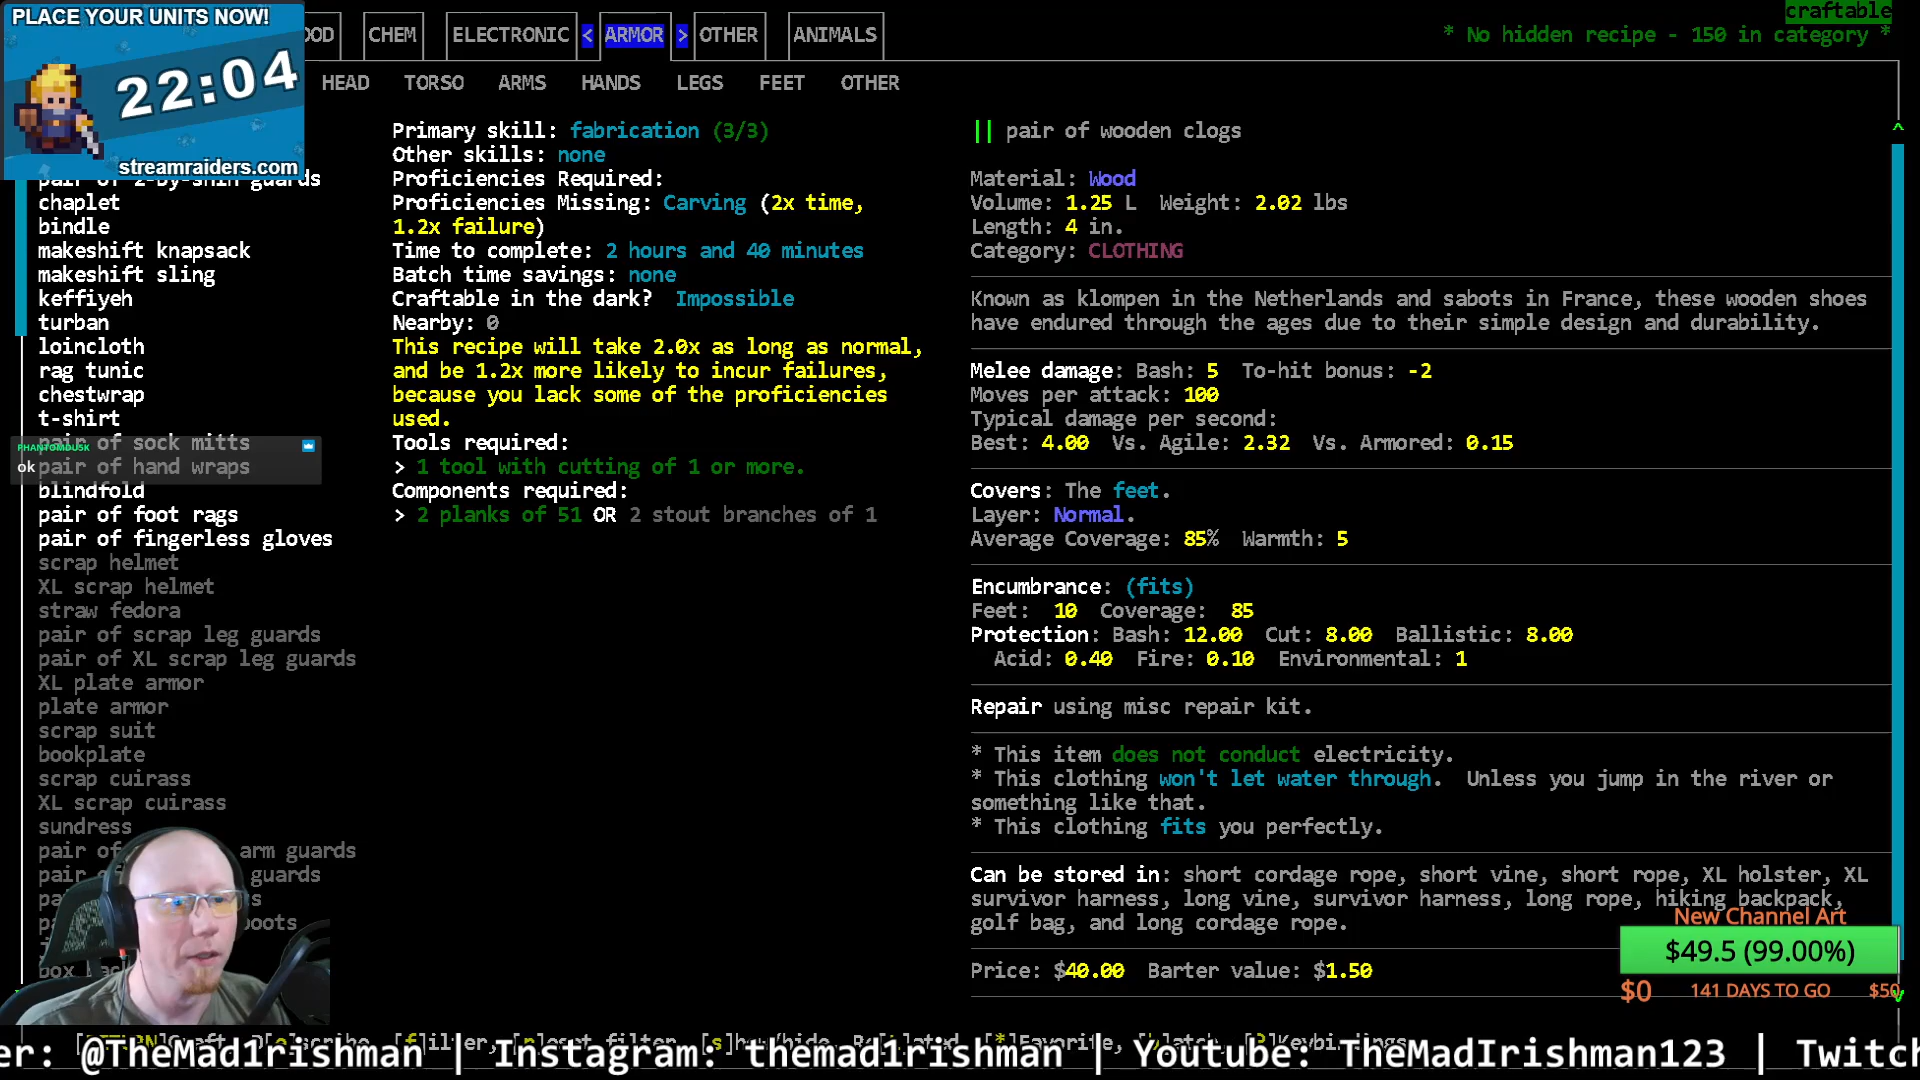 PLACE YOUR UNITS NOW!
22:04
streamraiders.com
OOD
CHEM
ELECTRONIC
< ARMOR >
OTHER
ANIMALS
craftable
* No hidden recipe - 150 in category *
HEAD TORSO ARMS HANDS LEGS FEET OTHER
pair of 2-by-shin guards
chaplet
bindle
makeshift knapsack
makeshift sling
keffiyeh
turban
loincloth
rag tunic
chestwrap
t-shirt
pair of sock mitts
PHANTOMDUSK
ok
pair of hand wraps
blindfold
pair of foot rags
pair of fingerless gloves
scrap helmet
XL scrap helmet
straw fedora
pair of scrap leg guards
pair of XL scrap leg guards
XL plate armor
plate armor
scrap suit
bookplate
scrap cuirass
XL scrap cuirass
sundress
pair of arm guards
pair of guards
boots
box
Primary skill: fabrication (3/3)
Other skills: none
Proficiencies Required:
Proficiencies Missing: Carving (2x time,
1.2x failure)
Time to complete: 2 hours and 40 minutes
Batch time savings: none
Craftable in the dark? Impossible
Nearby: 0
This recipe will take 2.0x as long as normal,
and be 1.2x more likely to incur failures,
because you lack some of the proficiencies
used.
Tools required:
> 1 tool with cutting of 1 or more.
Components required:
> 2 planks of 51 OR 2 stout branches of 1
|| pair of wooden clogs
Material: Wood
Volume: 1.25 L Weight: 2.02 lbs
Length: 4 in.
Category: CLOTHING
Known as klompen in the Netherlands and sabots in France, these wooden shoes
have endured through the ages due to their simple design and durability.
Melee damage: Bash: 5 To-hit bonus: -2
Moves per attack: 100
Typical damage per second:
Best: 4.00 Vs. Agile: 2.32 Vs. Armored: 0.15
Covers: The feet.
Layer: Normal.
Average Coverage: 85% Warmth: 5
Encumbrance: (fits)
Feet: 10 Coverage: 85
Protection: Bash: 12.00 Cut: 8.00 Ballistic: 8.00
Acid: 0.40 Fire: 0.10 Environmental: 1
Repair using misc repair kit.
* This item does not conduct electricity.
* This clothing won't let water through. Unless you jump in the river or
something like that.
* This clothing fits you perfectly.
Can be stored in: short cordage rope, short vine, short rope, XL holster, XL
survivor harness, long vine, survivor harness, long rope, hiking backpack,
golf bag, and long cordage rope.
Price: $40.00 Barter value: $1.50
New Channel Art
$49.5 (99.00%)
$0 141 DAYS TO GO $50
er: @TheMad1rishman | Instagram: themad1rishman | Youtube: TheMadIrishman123 | Twitch